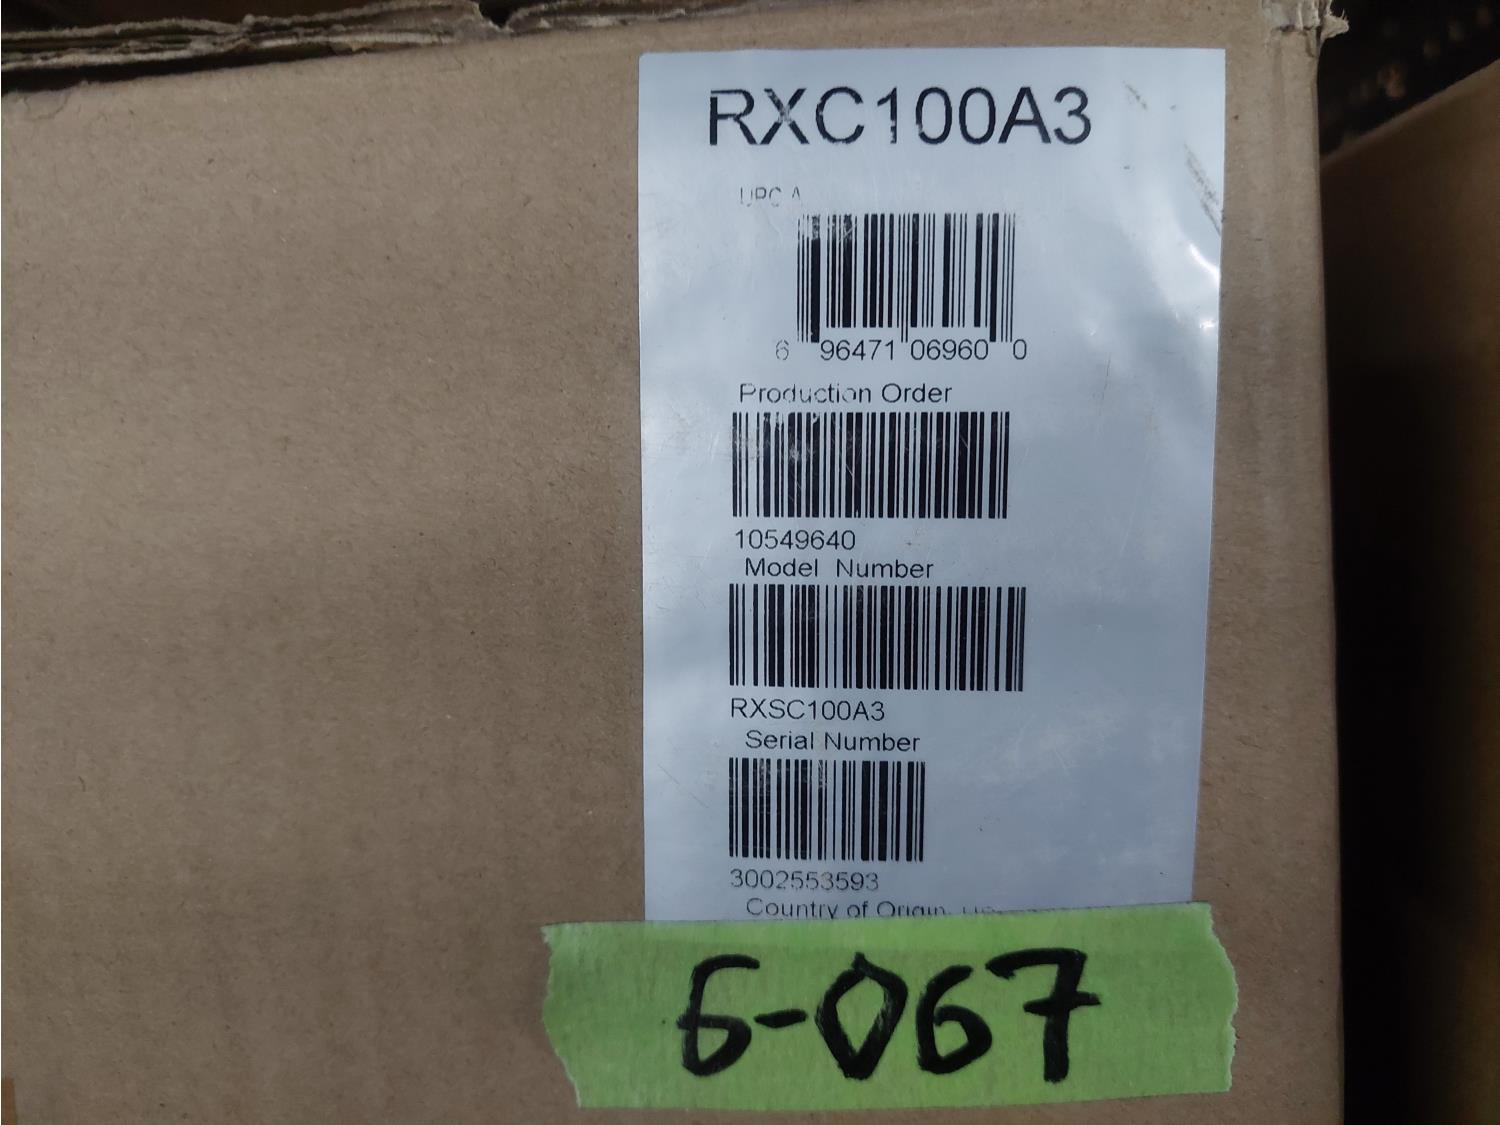 RXC100A3
UPC A
6 96471 06960 0
Production Order
10549640
Model Number
RXSC100A3
Serial Number
3002553593
Country of Origin
6-067